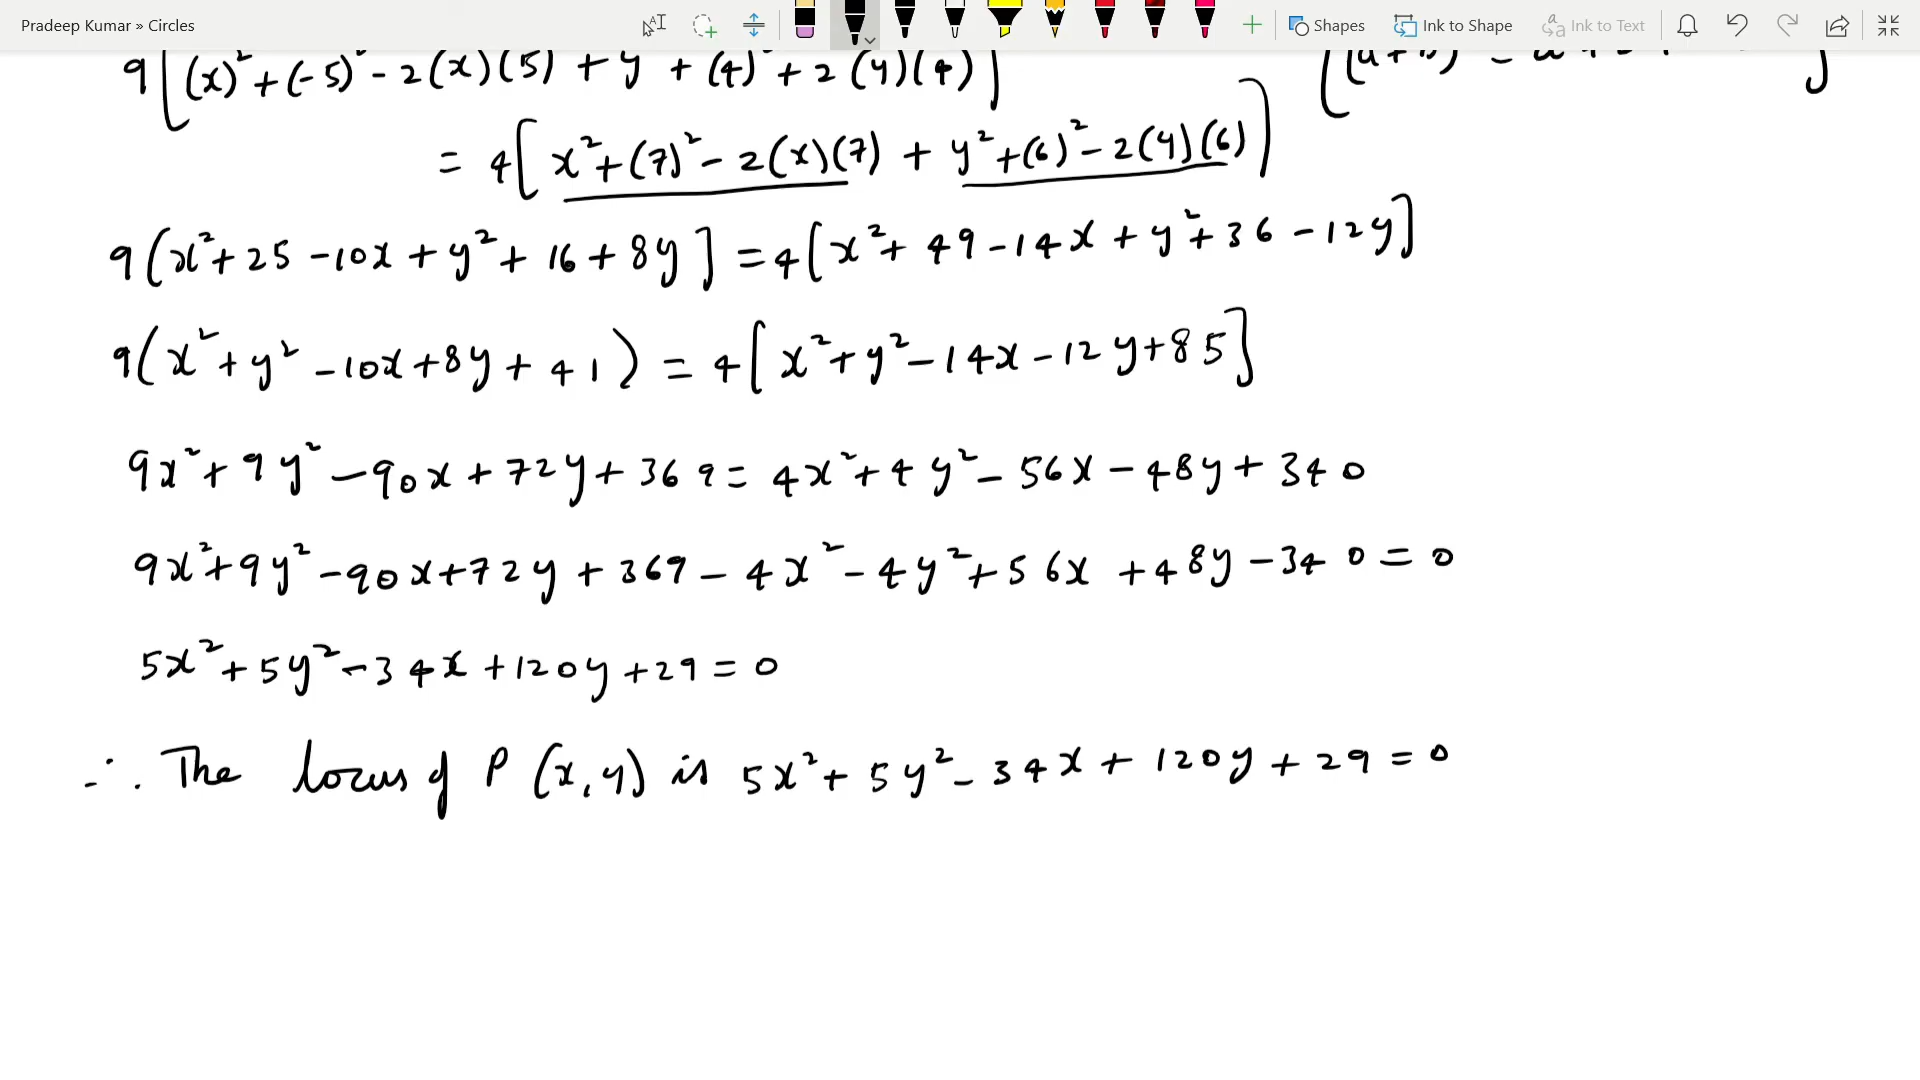 Pradeep Kumar » Circles
Shapes
Ink to Shape
Ink to Text
9[(x)²+(-5)²-2(x)(5)+y²+(4)²+2(y)(4)]
=4[x²+(7)²-2(x)(7)+y²+(6)²-2(y)(6)]
9(x²+25-10x+y²+16+8y]=4[x²+49-14x+y²+36-12y]
9(x²+y²-10x+8y+41)=4[x²+y²-14x-12y+85]
9x²+9y²-90x+72y+369=4x²+4y²-56x-48y+340
9x²+9y²-90x+72y+369-4x²-4y²+56x+48y-340=0
5x²+5y²-34x+120y+29=0
∴ The locus of P(x,y) is 5x²+5y²-34x+120y+29=0